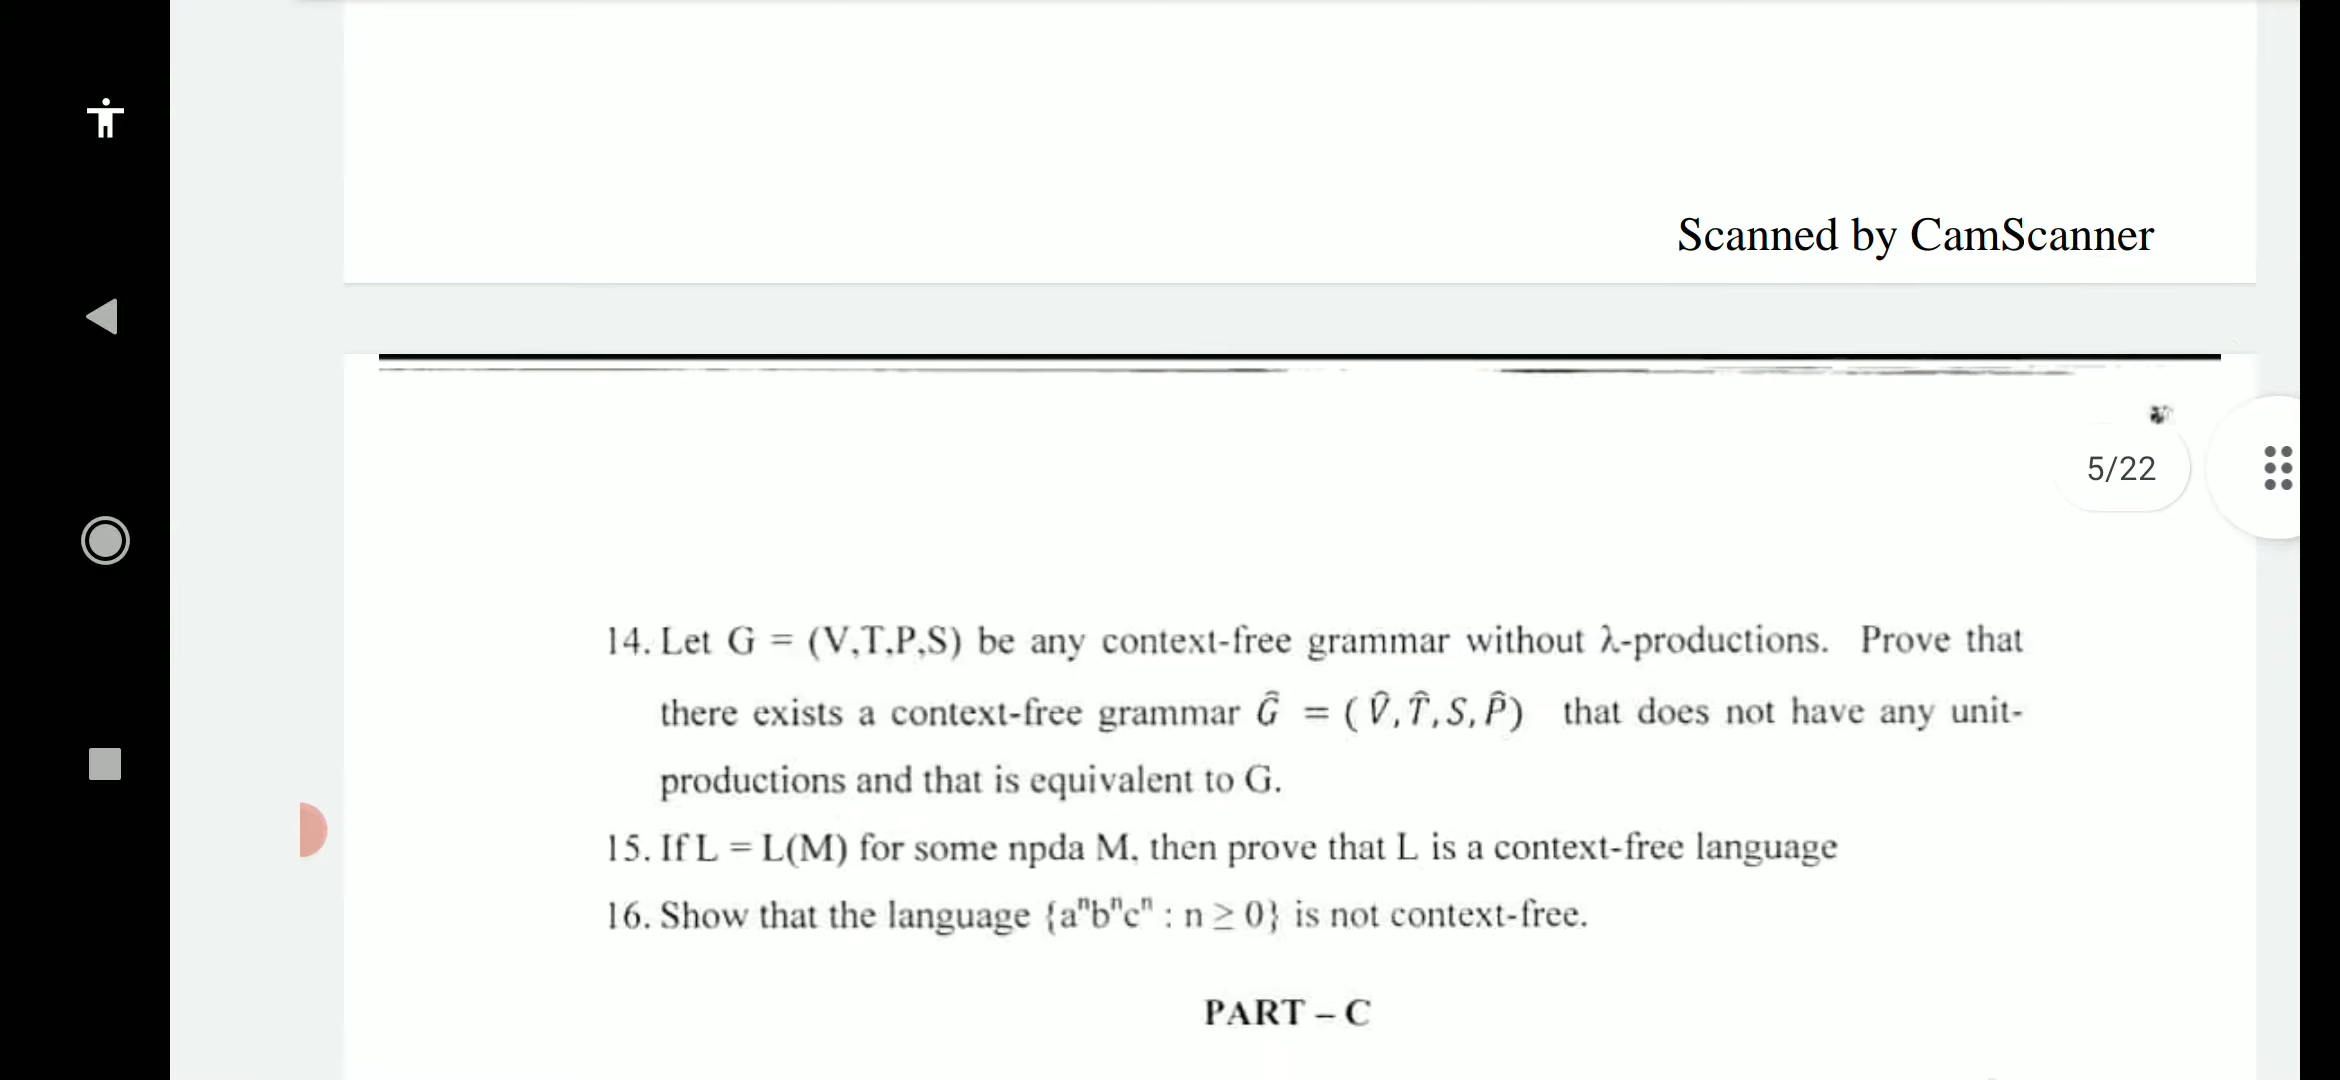 Scanned by CamScanner
5/22
14. Let G = (V,T,P,S) be any context-free grammar without λ-productions. Prove that
there exists a context-free grammar Ĝ = ( V̂, T̂, S, P̂) that does not have any unit-
productions and that is equivalent to G.
15. If L = L(M) for some npda M, then prove that L is a context-free language
16. Show that the language {aⁿbⁿcⁿ : n ≥ 0} is not context-free.
PART – C